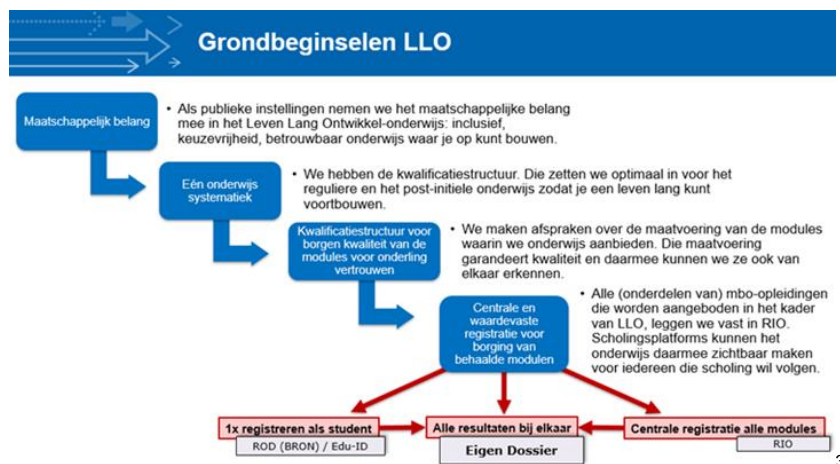 Grondbeginselen LLO
Maatschappelijk belang
• Als publieke instellingen nemen we het maatschappelijke belang
mee in het Leven Lang Ontwikkel-onderwijs: inclusief,
keuzevrijheid, betrouwbaar onderwijs waar je op kunt bouwen.
Eén onderwijs
systematiek
• We hebben de kwalificatiestructuur. Die zetten we optimaal in voor het
reguliere en het post-initiele onderwijs zodat je een leven lang kunt
voortbouwen.
Kwalificatiestructuur voor
borgen kwaliteit van de
modules voor onderling
vertrouwen
• We maken afspraken over de maatvoering van de modules
waarin we onderwijs aanbieden. Die maatvoering
garandeert kwaliteit en daarmee kunnen we ze ook van
elkaar erkennen.
Centrale en
waardevaste
registratie voor
borging van
behaalde modulen
• Alle (onderdelen van) mbo-opleidingen
die worden aangeboden in het kader
van LLO, leggen we vast in RIO.
Scholingsplatforms kunnen het
onderwijs daarmee zichtbaar maken
voor iedereen die scholing wil volgen.
1x registreren als student
ROD (BRON) / Edu-ID
Alle resultaten bij elkaar
Eigen Dossier
Centrale registratie alle modules
RIO